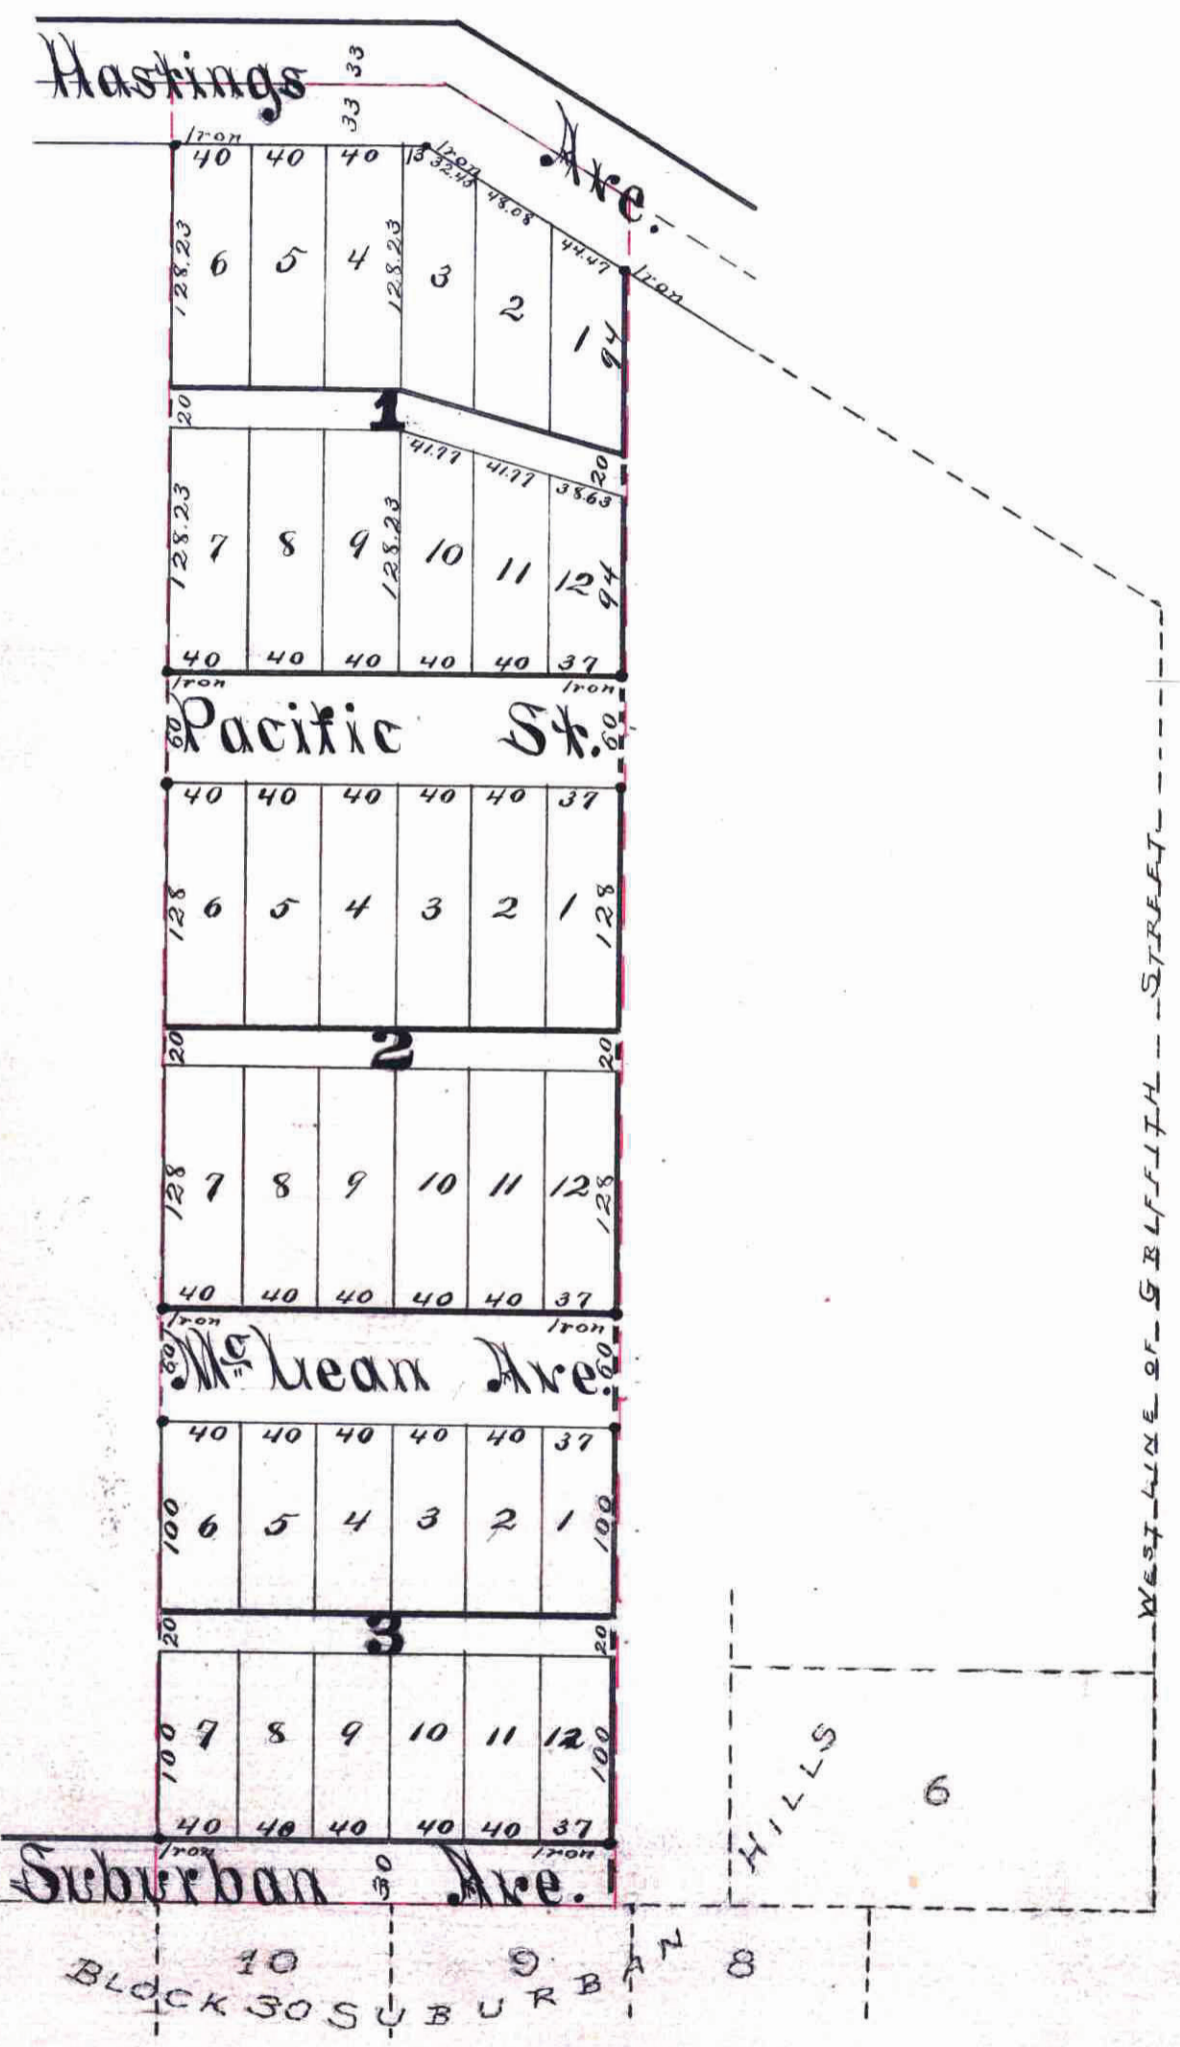 Hastings Ave.
33
33
Iron
Iron
40 40 40 13 32.43 48.08 44.47
Iron
128.23 6 5 4 128.23 3 2 1 94
20 1 20
41.77 41.77 38.63
128.23 7 8 9 128.23 10 11 12 94
40 40 40 40 40 37
Iron Iron
60 Pacific St. 60
40 40 40 40 40 37
128 6 5 4 3 2 1 128
20 2 20
128 7 8 9 10 11 12 128
40 40 40 40 40 37
Iron Iron
60 Mc Lean Ave. 60
40 40 40 40 40 37
100 6 5 4 3 2 1 100
20 3 20
100 7 8 9 10 11 12 100
40 40 40 40 40 37
Iron Iron
Suburban 30 Ave.
10 9 8
BLOCK 30 SUBURBAN HILLS
6
WEST LINE OF STREET